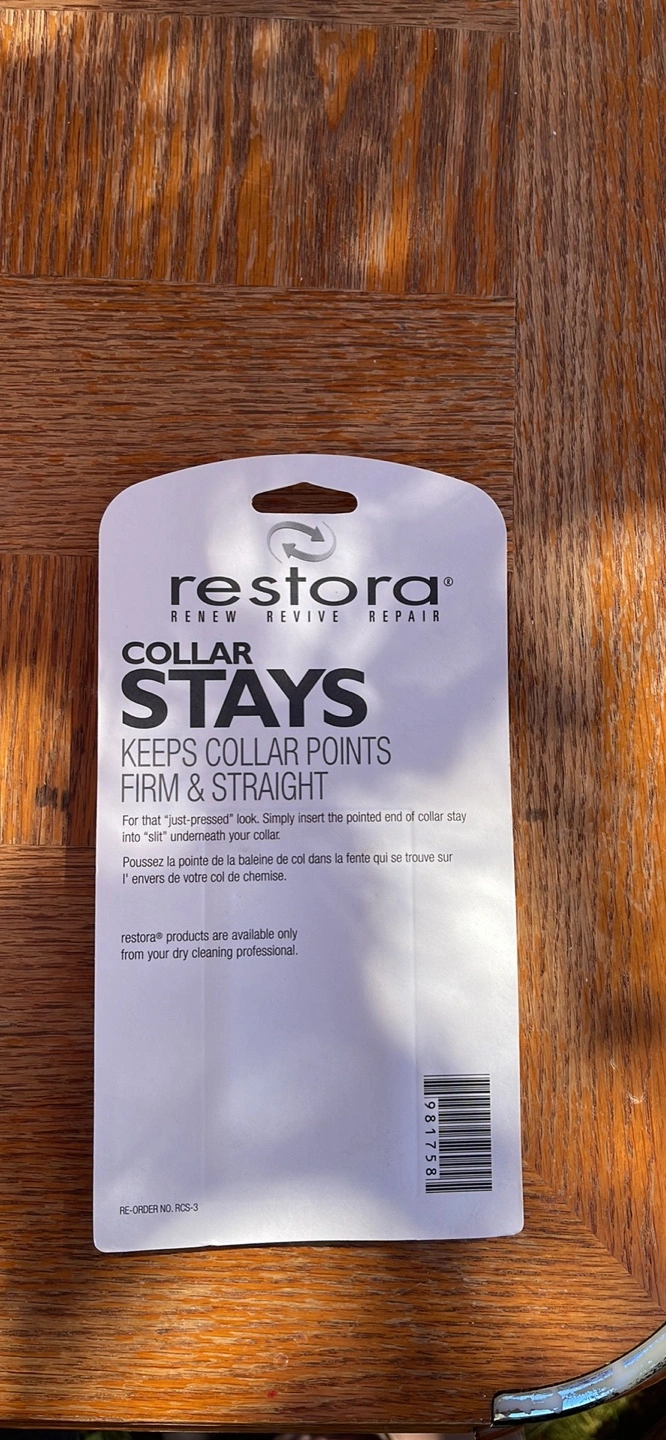 restora®
RENEW REVIVE REPAIR
COLLAR
STAYS
KEEPS COLLAR POINTS
FIRM & STRAIGHT
For that "just-pressed" look. Simply insert the pointed end of collar stay
into "slit" underneath your collar.
Poussez la pointe de la baleine de col dans la fente qui se trouve sur
l' envers de votre col de chemise.
restora® products are available only
from your dry cleaning professional.
981758
RE-ORDER NO. RCS-3